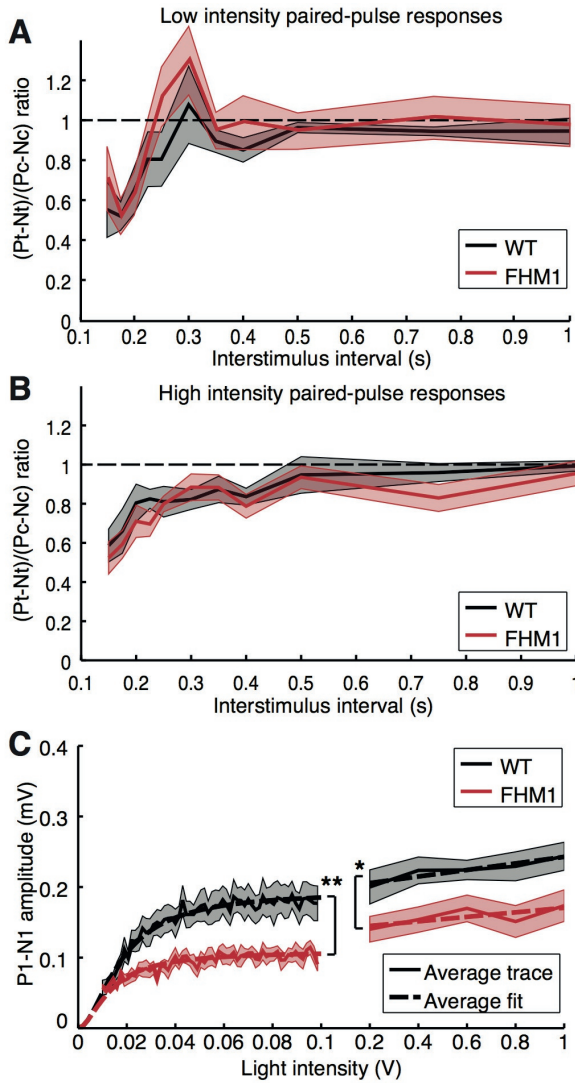 A
Low intensity paired-pulse responses
(Pt-Nt)/(Pc-Nc) ratio
1.2
1
0.8
0.6
0.4
0.2
0
WT
FHM1
0.1 0.2 0.3 0.4 0.5 0.6 0.7 0.8 0.9 1
Interstimulus interval (s)
B
High intensity paired-pulse responses
(Pt-Nt)/(Pc-Nc) ratio
1.2
1
0.8
0.6
0.4
0.2
0
WT
FHM1
0.1 0.2 0.3 0.4 0.5 0.6 0.7 0.8 0.9 1
Interstimulus interval (s)
C
P1-N1 amplitude (mV)
0.4
0.3
0.2
0.1
0
WT
FHM1
**
*
Average trace
Average fit
0 0.02 0.04 0.06 0.08 0.1 0.2 0.4 0.6 0.8 1
Light intensity (V)